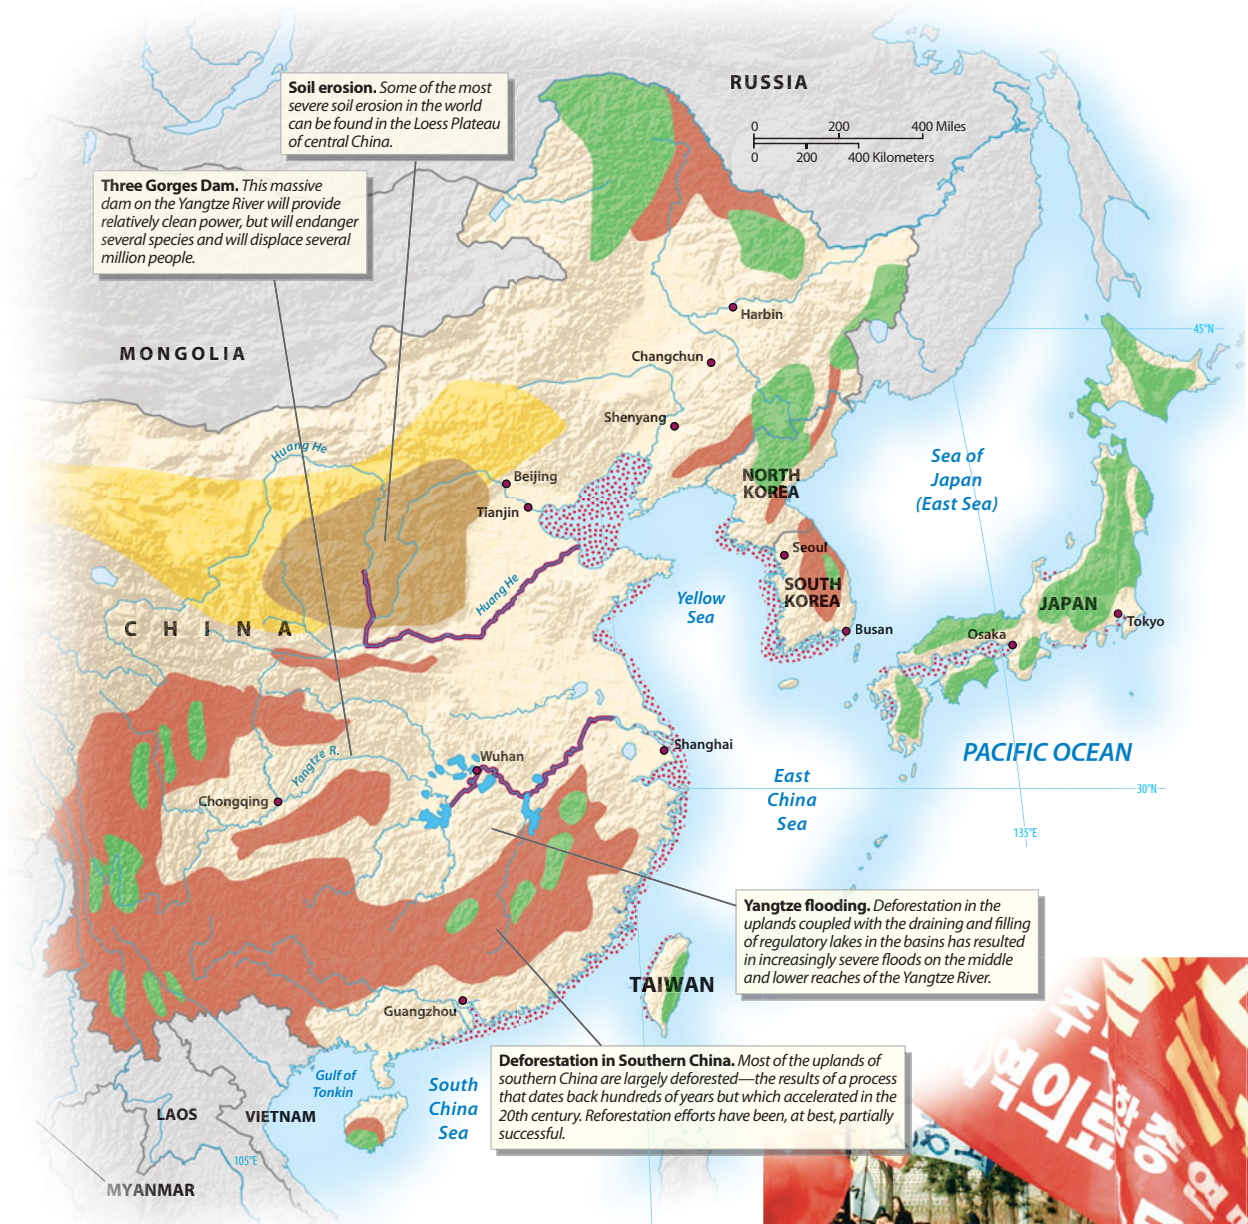 RUSSIA
Soil erosion. Some of the most
severe soil erosion in the world
can be found in the Loess Plateau
of central China.
0 200 400 Miles
0 200 400 Kilometers
Three Gorges Dam. This massive
dam on the Yangtze River will provide
relatively clean power, but will endanger
several species and will displace several
million people.
Harbin
45°N
MONGOLIA
Changchun
Shenyang
Huang He
Sea of
Japan
(East Sea)
Beijing
NORTH
KOREA
Tianjin
Seoul
SOUTH
KOREA
Huang He
Yellow
Sea
JAPAN
Tokyo
CHINA
Busan
Osaka
Shanghai
PACIFIC OCEAN
Wuhan
Yangtze R.
East
China
Sea
30°N
Chongqing
135°E
Yangtze flooding. Deforestation in the
uplands coupled with the draining and filling
of regulatory lakes in the basins has resulted
in increasingly severe floods on the middle
and lower reaches of the Yangtze River.
TAIWAN
Guangzhou
Deforestation in Southern China. Most of the uplands of
southern China are largely deforested—the results of a process
that dates back hundreds of years but which accelerated in the
20th century. Reforestation efforts have been, at best, partially
successful.
Gulf of
Tonkin
South
China
Sea
LAOS
VIETNAM
105°E
MYANMAR